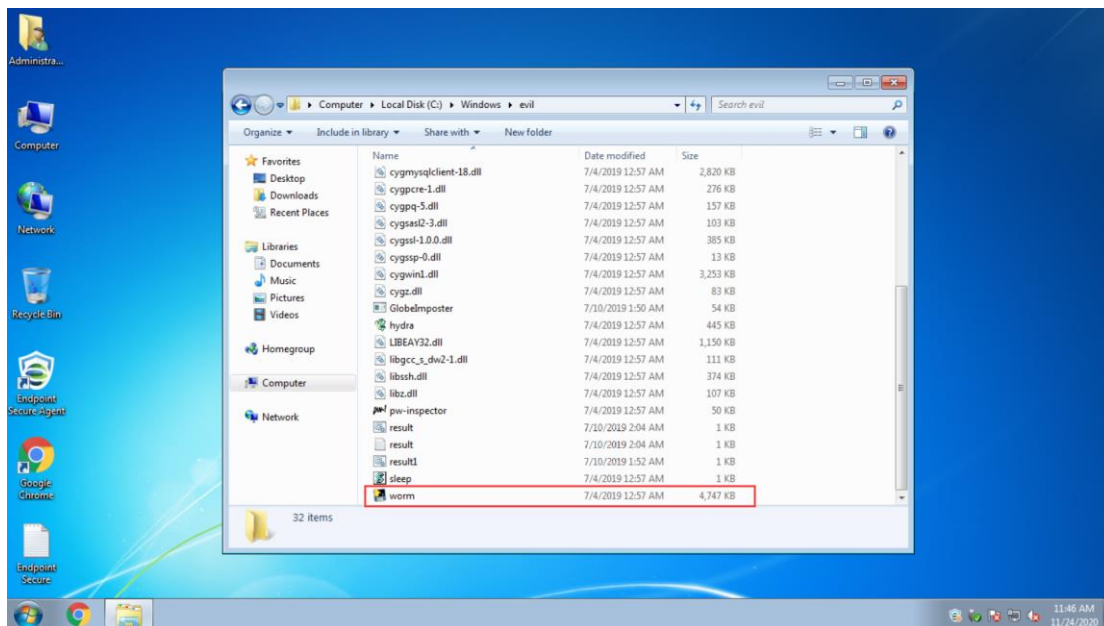 Administra...
Computer
Network
Recycle Bin
Endpoint
Secure Agent
Google
Chrome
Endpoint
Secure
Computer Local Disk (C:) Windows evil
Search evil
Organize Include in library Share with New folder
Favorites
Desktop
Downloads
Recent Places
Libraries
Documents
Music
Pictures
Videos
Homegroup
Computer
Network
Name Date modified Size
cygmysqlclient-18.dll 7/4/2019 12:57 AM 2,820 KB
cygpcre-1.dll 7/4/2019 12:57 AM 276 KB
cygpq-5.dll 7/4/2019 12:57 AM 157 KB
cygsasl2-3.dll 7/4/2019 12:57 AM 103 KB
cygssl-1.0.0.dll 7/4/2019 12:57 AM 385 KB
cygssp-0.dll 7/4/2019 12:57 AM 13 KB
cygwin1.dll 7/4/2019 12:57 AM 3,253 KB
cygz.dll 7/4/2019 12:57 AM 83 KB
GlobeImposter 7/10/2019 1:50 AM 54 KB
hydra 7/4/2019 12:57 AM 445 KB
LIBEAY32.dll 7/4/2019 12:57 AM 1,150 KB
libgcc_s_dw2-1.dll 7/4/2019 12:57 AM 111 KB
libssh.dll 7/4/2019 12:57 AM 374 KB
libz.dll 7/4/2019 12:57 AM 107 KB
pw-inspector 7/4/2019 12:57 AM 50 KB
result 7/10/2019 2:04 AM 1 KB
result 7/10/2019 2:04 AM 1 KB
result1 7/10/2019 1:52 AM 1 KB
sleep 7/4/2019 12:57 AM 1 KB
worm 7/4/2019 12:57 AM 4,747 KB
32 items
11:46 AM
11/24/2020